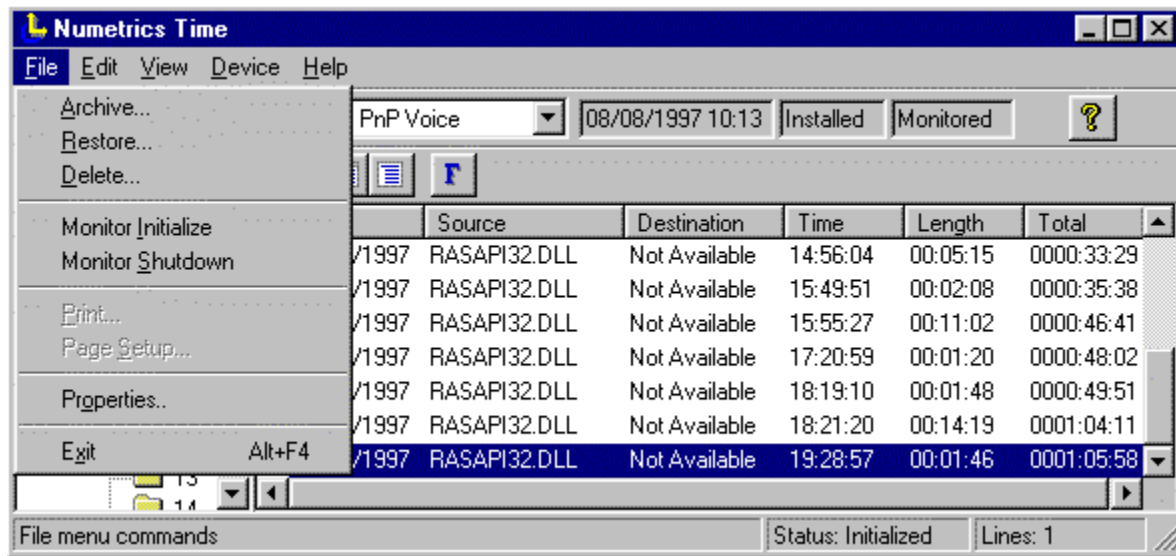 Numetrics Time
File Edit View Device Help
Archive...
Restore...
Delete...
Monitor Initialize
Monitor Shutdown
Print...
Page Setup...
Properties..
Exit Alt+F4
PnP Voice 08/08/1997 10:13 Installed Monitored ?
F
Source Destination Time Length Total
/1997 RASAPI32.DLL Not Available 14:56:04 00:05:15 0000:33:29
/1997 RASAPI32.DLL Not Available 15:49:51 00:02:08 0000:35:38
/1997 RASAPI32.DLL Not Available 15:55:27 00:11:02 0000:46:41
/1997 RASAPI32.DLL Not Available 17:20:59 00:01:20 0000:48:02
/1997 RASAPI32.DLL Not Available 18:19:10 00:01:48 0000:49:51
/1997 RASAPI32.DLL Not Available 18:21:20 00:14:19 0001:04:11
/1997 RASAPI32.DLL Not Available 19:28:57 00:01:46 0001:05:58
13
14
File menu commands Status: Initialized Lines: 1